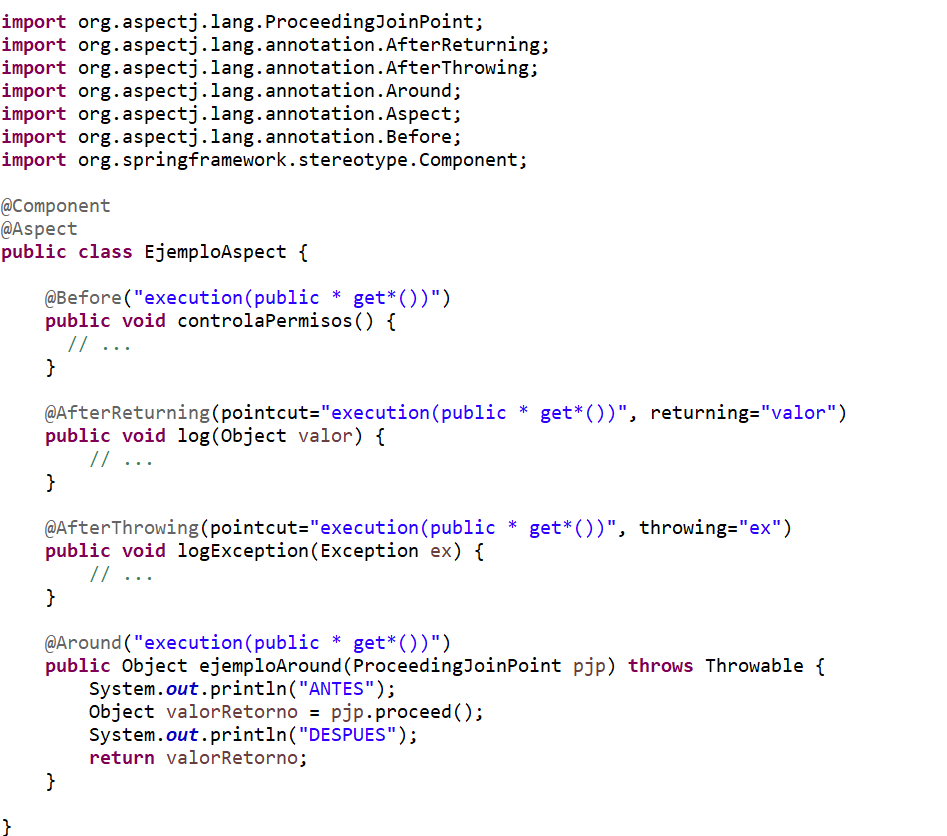 import org.aspectj.lang.ProceedingJoinPoint;
import org.aspectj.lang.annotation.AfterReturning;
import org.aspectj.lang.annotation.AfterThrowing;
import org.aspectj.lang.annotation.Around;
import org.aspectj.lang.annotation.Aspect;
import org.aspectj.lang.annotation.Before;
import org.springframework.stereotype.Component;

@Component
@Aspect
public class EjemploAspect {

    @Before("execution(public * get*())")
    public void controlaPermisos() {
      // ...
    }

    @AfterReturning(pointcut="execution(public * get*())", returning="valor")
    public void log(Object valor) {
        // ...
    }

    @AfterThrowing(pointcut="execution(public * get*())", throwing="ex")
    public void logException(Exception ex) {
        // ...
    }

    @Around("execution(public * get*())")
    public Object ejemploAround(ProceedingJoinPoint pjp) throws Throwable {
        System.out.println("ANTES");
        Object valorRetorno = pjp.proceed();
        System.out.println("DESPUES");
        return valorRetorno;
    }

}